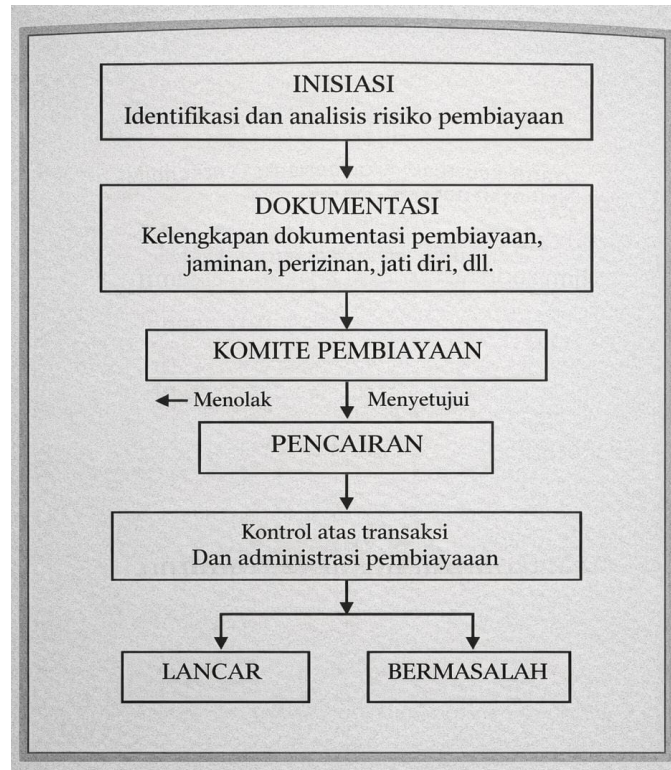 INISIASI
Identifikasi dan analisis risiko pembiayaan
DOKUMENTASI
Kelengkapan dokumentasi pembiayaan,
jaminan, perizinan, jati diri, dll.
KOMITE PEMBIAYAAN
Menolak
Menyetujui
PENCAIRAN
Kontrol atas transaksi
Dan administrasi pembiayaaan
LANCAR
BERMASALAH